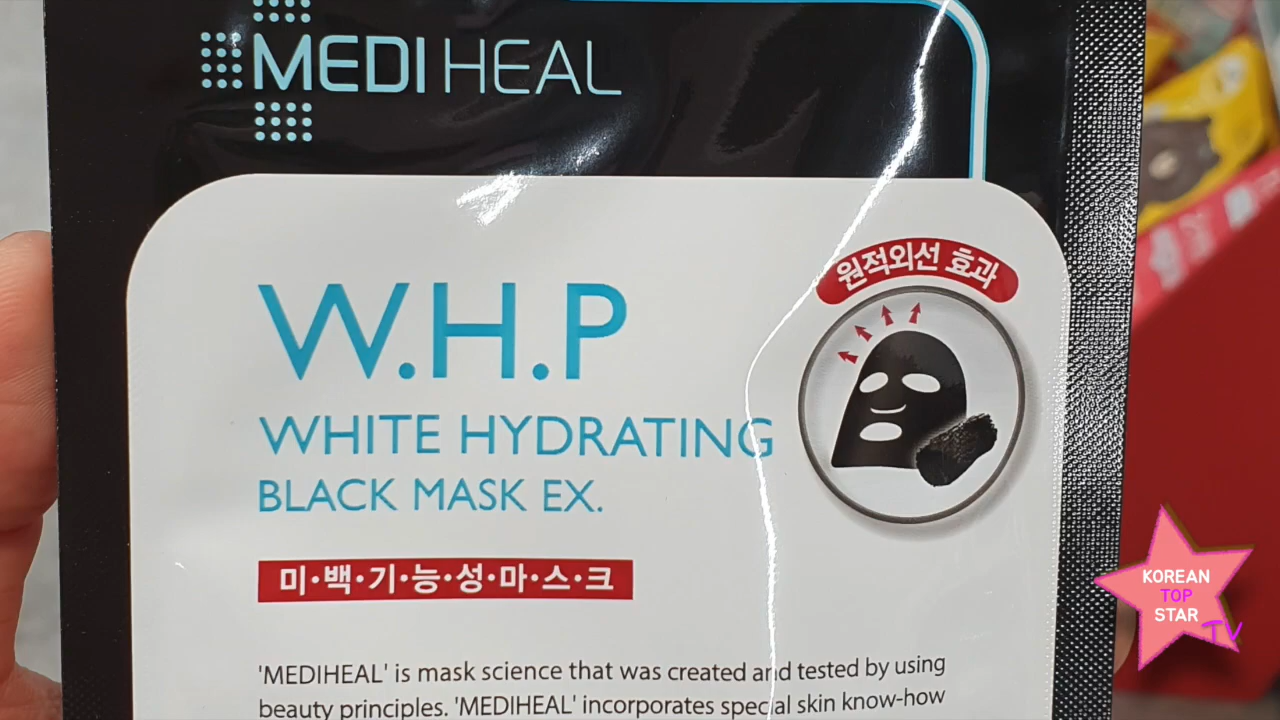 MEDIHEAL
원적외선 효과
W.H.P
WHITE HYDRATING
BLACK MASK EX.
미·백·기·능·성·마·스·크
'MEDIHEAL' is mask science that was created and tested by using
beauty principles. 'MEDIHEAL' incorporates special skin know-how
KOREAN
TOP
STAR
TV